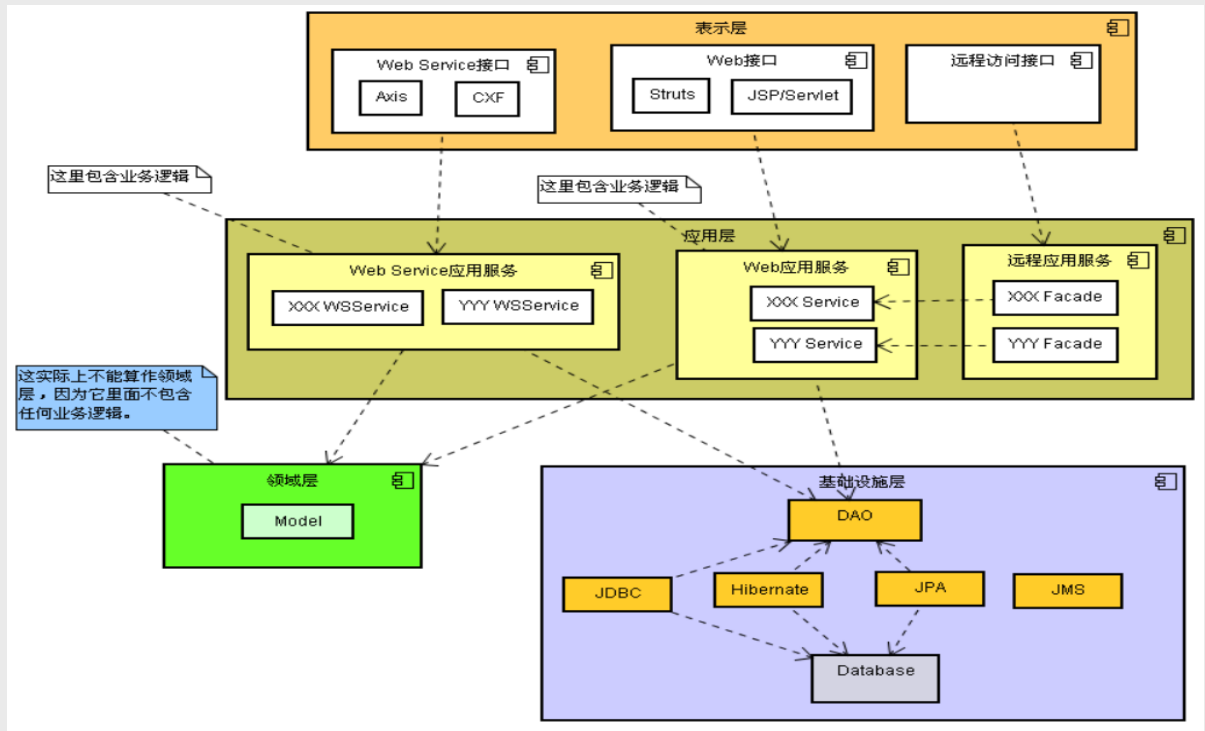 表示层
Web Service接口
Axis
CXF
Web接口
Struts
JSP/Servlet
远程访问接口
这里包含业务逻辑
这里包含业务逻辑
应用层
Web Service应用服务
XXX WSService
YYY WSService
Web应用服务
XXX Service
YYY Service
远程应用服务
XXX Facade
YYY Facade
这实际上不能算作领域
层，因为它里面不包含
任何业务逻辑。
领域层
Model
基础设施层
DAO
JDBC
Hibernate
JPA
JMS
Database